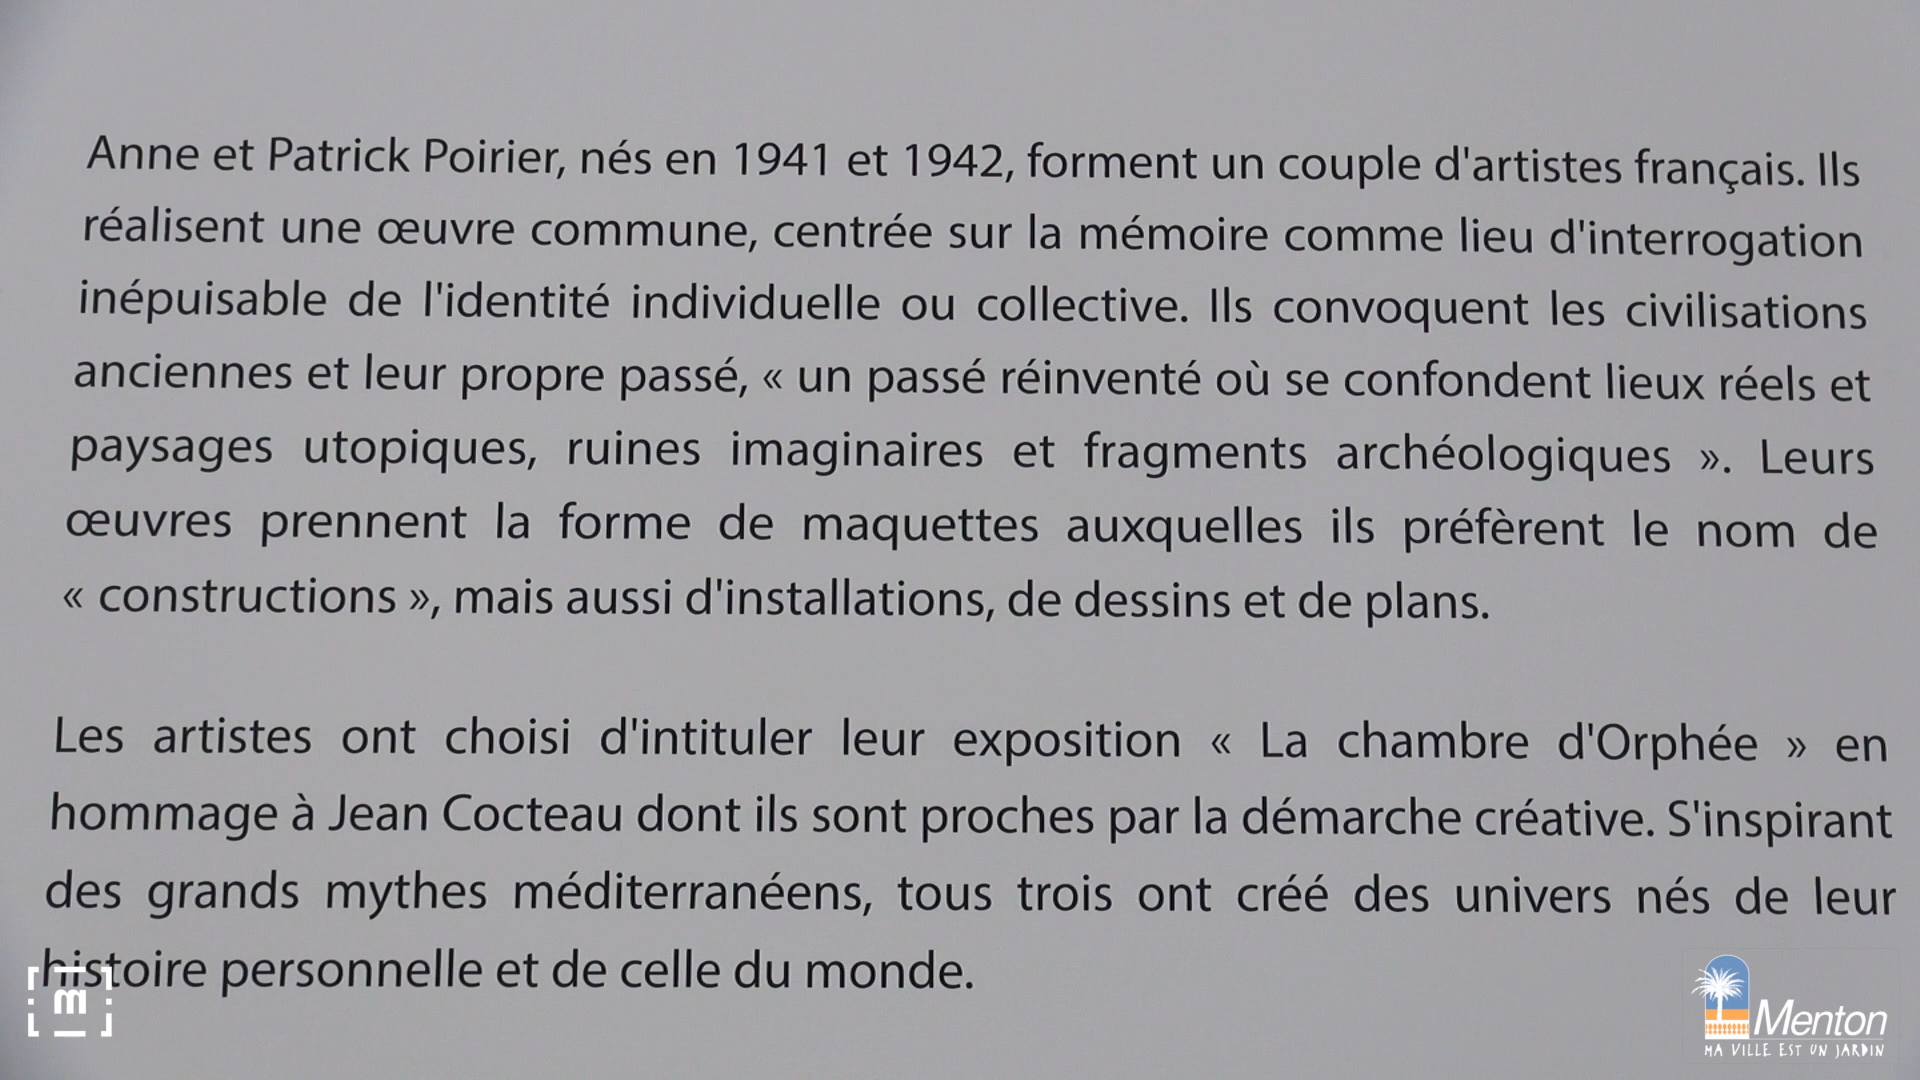 Anne et Patrick Poirier, nés en 1941 et 1942, forment un couple d'artistes français. Ils
réalisent une œuvre commune, centrée sur la mémoire comme lieu d'interrogation
inépuisable de l'identité individuelle ou collective. Ils convoquent les civilisations
anciennes et leur propre passé, « un passé réinventé où se confondent lieux réels et
paysages utopiques, ruines imaginaires et fragments archéologiques ». Leurs
œuvres prennent la forme de maquettes auxquelles ils préfèrent le nom de
« constructions », mais aussi d'installations, de dessins et de plans.
Les artistes ont choisi d'intituler leur exposition « La chambre d'Orphée » en
hommage à Jean Cocteau dont ils sont proches par la démarche créative. S'inspirant
des grands mythes méditerranéens, tous trois ont créé des univers nés de leur
histoire personnelle et de celle du monde.
m
Menton
MA VILLE EST UN JARDIN